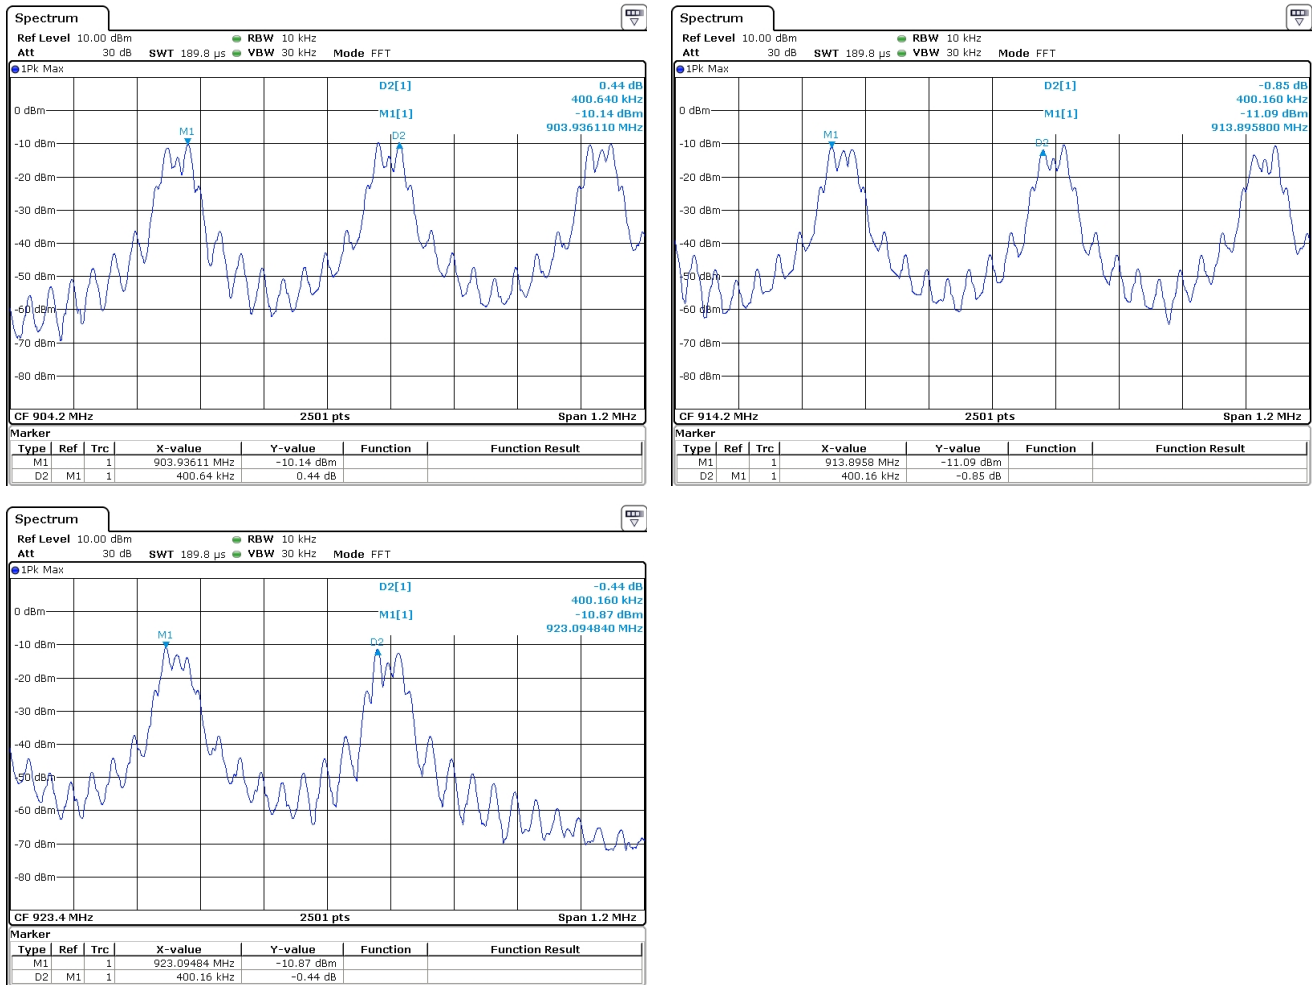 Spectrum
Ref Level 10.00 dBm RBW 10 kHz
Att 30 dB SWT 189.8 µs VBW 30 kHz Mode FFT
1Pk Max
D2[1] 0.44 dB
400.640 kHz
M1[1] -10.14 dBm
903.936110 MHz
0 dBm
M1
D2
-10 dBm
-20 dBm
-30 dBm
-40 dBm
-50 dBm
-60 dBm
-70 dBm
-80 dBm
CF 904.2 MHz 2501 pts Span 1.2 MHz
Marker
Type Ref Trc X-value Y-value Function Function Result
M1 1 903.93611 MHz -10.14 dBm
D2 M1 1 400.64 kHz 0.44 dB
Spectrum
Ref Level 10.00 dBm RBW 10 kHz
Att 30 dB SWT 189.8 µs VBW 30 kHz Mode FFT
1Pk Max
D2[1] -0.85 dB
400.160 kHz
M1[1] -11.09 dBm
913.895800 MHz
0 dBm
M1
D2
-10 dBm
-20 dBm
-30 dBm
-40 dBm
-50 dBm
-60 dBm
-70 dBm
-80 dBm
CF 914.2 MHz 2501 pts Span 1.2 MHz
Marker
Type Ref Trc X-value Y-value Function Function Result
M1 1 913.8958 MHz -11.09 dBm
D2 M1 1 400.16 kHz -0.85 dB
Spectrum
Ref Level 10.00 dBm RBW 10 kHz
Att 30 dB SWT 189.8 µs VBW 30 kHz Mode FFT
1Pk Max
D2[1] -0.44 dB
400.160 kHz
M1[1] -10.87 dBm
923.094840 MHz
0 dBm
M1
D2
-10 dBm
-20 dBm
-30 dBm
-40 dBm
-50 dBm
-60 dBm
-70 dBm
-80 dBm
CF 923.4 MHz 2501 pts Span 1.2 MHz
Marker
Type Ref Trc X-value Y-value Function Function Result
M1 1 923.09484 MHz -10.87 dBm
D2 M1 1 400.16 kHz -0.44 dB